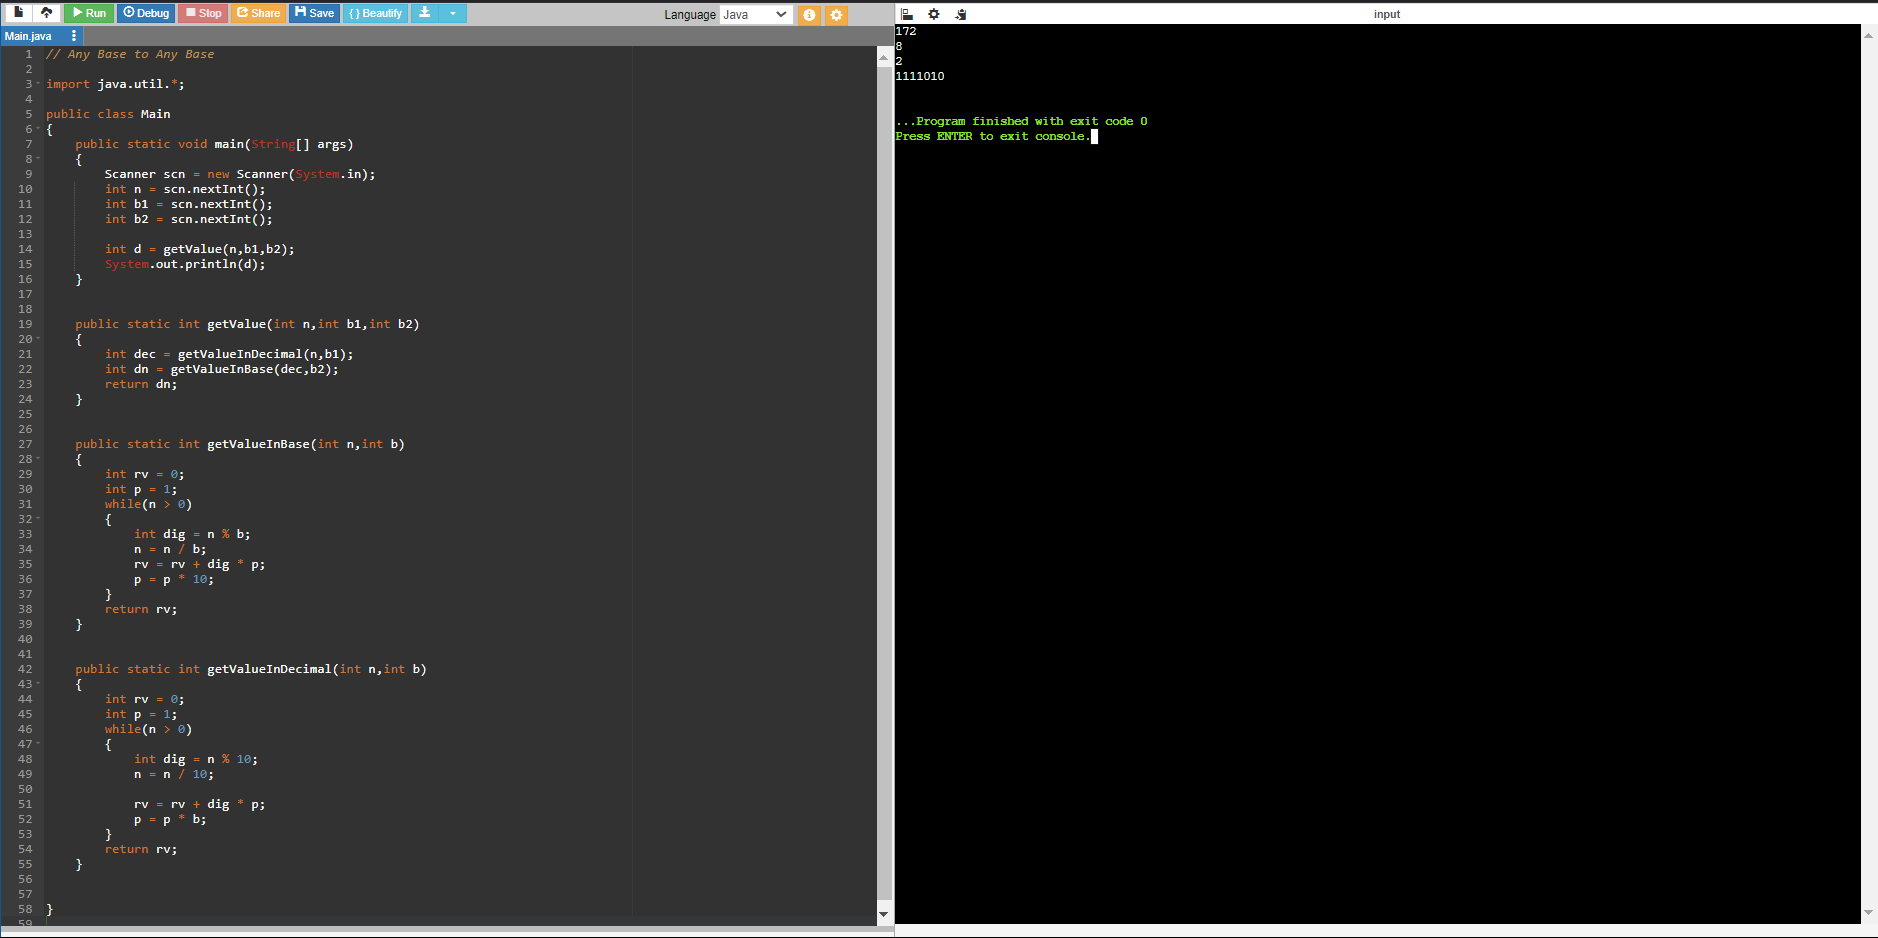 Run Debug Stop Share Save {} Beautify Language Java input
Main.java
1 // Any Base to Any Base
2
3 import java.util.*;
4
5 public class Main
6 {
7 public static void main(String[] args)
8 {
9 Scanner scn = new Scanner(System.in);
10 int n = scn.nextInt();
11 int b1 = scn.nextInt();
12 int b2 = scn.nextInt();
13
14 int d = getValue(n,b1,b2);
15 System.out.println(d);
16 }
17
18
19 public static int getValue(int n,int b1,int b2)
20 {
21 int dec = getValueInDecimal(n,b1);
22 int dn = getValueInBase(dec,b2);
23 return dn;
24 }
25
26
27 public static int getValueInBase(int n,int b)
28 {
29 int rv = 0;
30 int p = 1;
31 while(n > 0)
32 {
33 int dig = n % b;
34 n = n / b;
35 rv = rv + dig * p;
36 p = p * 10;
37 }
38 return rv;
39 }
40
41
42 public static int getValueInDecimal(int n,int b)
43 {
44 int rv = 0;
45 int p = 1;
46 while(n > 0)
47 {
48 int dig = n % 10;
49 n = n / 10;
50
51 rv = rv + dig * p;
52 p = p * b;
53 }
54 return rv;
55 }
56
57
58 }
59
172
8
2
1111010
...Program finished with exit code 0
Press ENTER to exit console.